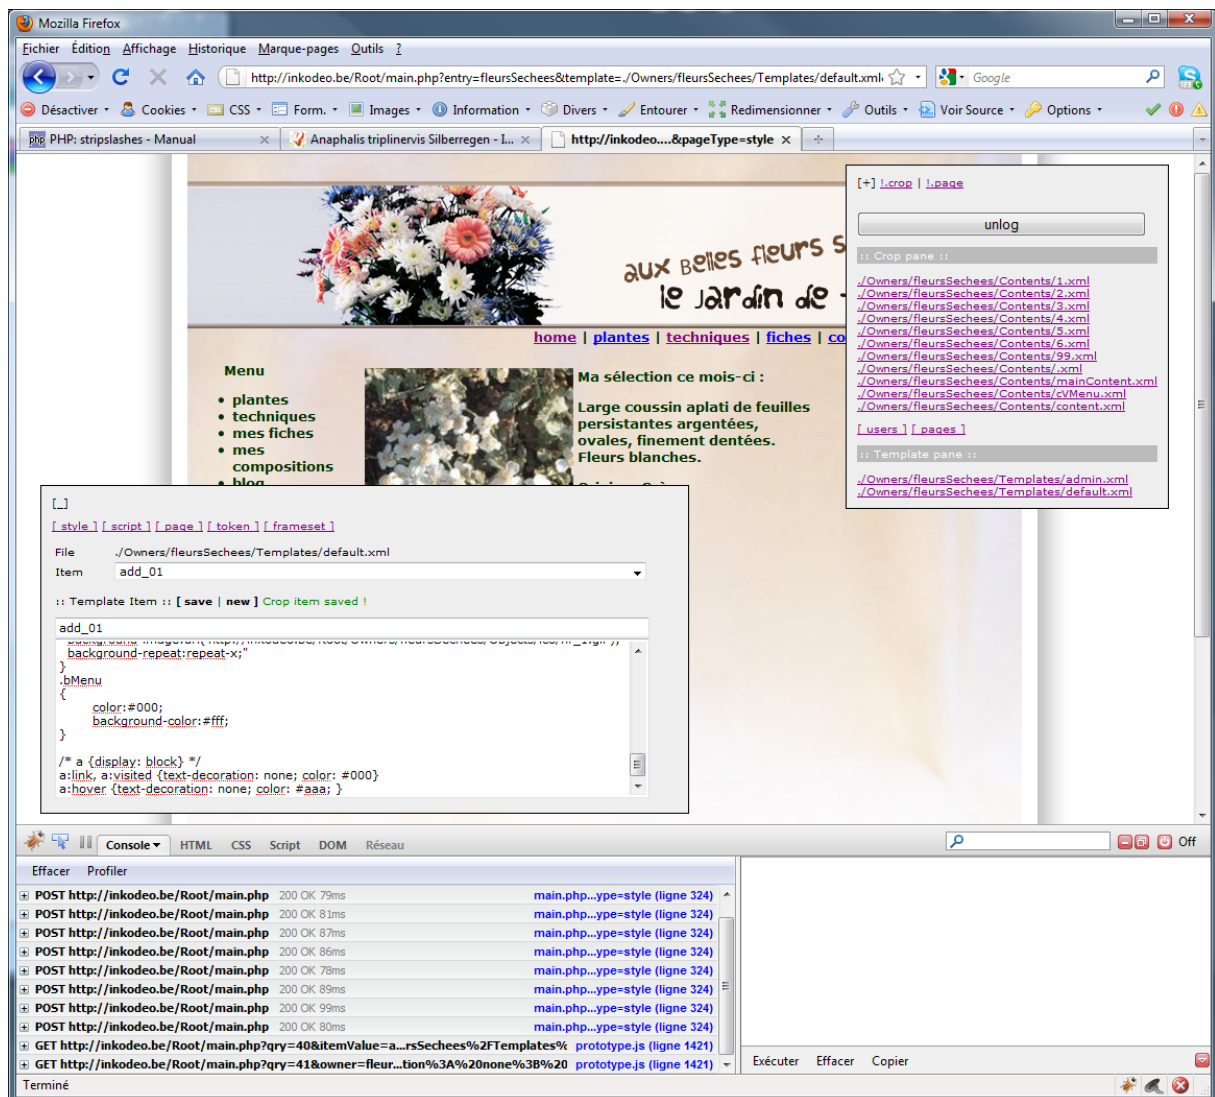 Mozilla Firefox
Fichier Édition Affichage Historique Marque-pages Outils ?
http://inkodeo.be/Root/main.php?entry=fleursSechees&template=./Owners/fleursSechees/Templates/default.xml
Google
Désactiver Cookies CSS Form. Images Information Divers Entourer Redimensionner Outils Voir Source Options
php PHP: stripslashes - Manual
Anaphalis triplinervis Silberregen - I...
http://inkodeo....&pageType=style
aux Belles fleurs s
le Jardin de
home | plantes | techniques | fiches | co
Menu
• plantes
• techniques
• mes fiches
• mes
compositions
• blog
Ma sélection ce mois-ci :
Large coussin aplati de feuilles
persistantes argentées,
ovales, finement dentées.
Fleurs blanches.
[+] !.crop | !.page
unlog
:: Crop pane ::
./Owners/fleursSechees/Contents/1.xml
./Owners/fleursSechees/Contents/2.xml
./Owners/fleursSechees/Contents/3.xml
./Owners/fleursSechees/Contents/4.xml
./Owners/fleursSechees/Contents/5.xml
./Owners/fleursSechees/Contents/6.xml
./Owners/fleursSechees/Contents/99.xml
./Owners/fleursSechees/Contents/.xml
./Owners/fleursSechees/Contents/mainContent.xml
./Owners/fleursSechees/Contents/cVMenu.xml
./Owners/fleursSechees/Contents/content.xml
[ users ] [ pages ]
:: Template pane ::
./Owners/fleursSechees/Templates/admin.xml
./Owners/fleursSechees/Templates/default.xml
[_]
[ style ] [ script ] [ page ] [ token ] [ frameset ]
File ./Owners/fleursSechees/Templates/default.xml
Item add_01
:: Template Item :: [ save | new ] Crop item saved !
add_01
background-repeat:repeat-x;"
}
.bMenu
{
color:#000;
background-color:#fff;
}
/* a {display: block} */
a:link, a:visited {text-decoration: none; color: #000}
a:hover {text-decoration: none; color: #aaa; }
Console HTML CSS Script DOM Réseau
Off
Effacer Profiler
POST http://inkodeo.be/Root/main.php 200 OK 79ms main.php...ype=style (ligne 324)
POST http://inkodeo.be/Root/main.php 200 OK 81ms main.php...ype=style (ligne 324)
POST http://inkodeo.be/Root/main.php 200 OK 87ms main.php...ype=style (ligne 324)
POST http://inkodeo.be/Root/main.php 200 OK 86ms main.php...ype=style (ligne 324)
POST http://inkodeo.be/Root/main.php 200 OK 78ms main.php...ype=style (ligne 324)
POST http://inkodeo.be/Root/main.php 200 OK 89ms main.php...ype=style (ligne 324)
POST http://inkodeo.be/Root/main.php 200 OK 99ms main.php...ype=style (ligne 324)
POST http://inkodeo.be/Root/main.php 200 OK 80ms main.php...ype=style (ligne 324)
GET http://inkodeo.be/Root/main.php?qry=40&itemValue=a...rsSechees%2FTemplates% prototype.js (ligne 1421)
GET http://inkodeo.be/Root/main.php?qry=41&owner=fleur...tion%3A%20none%3B%20 prototype.js (ligne 1421)
Exécuter Effacer Copier
Terminé